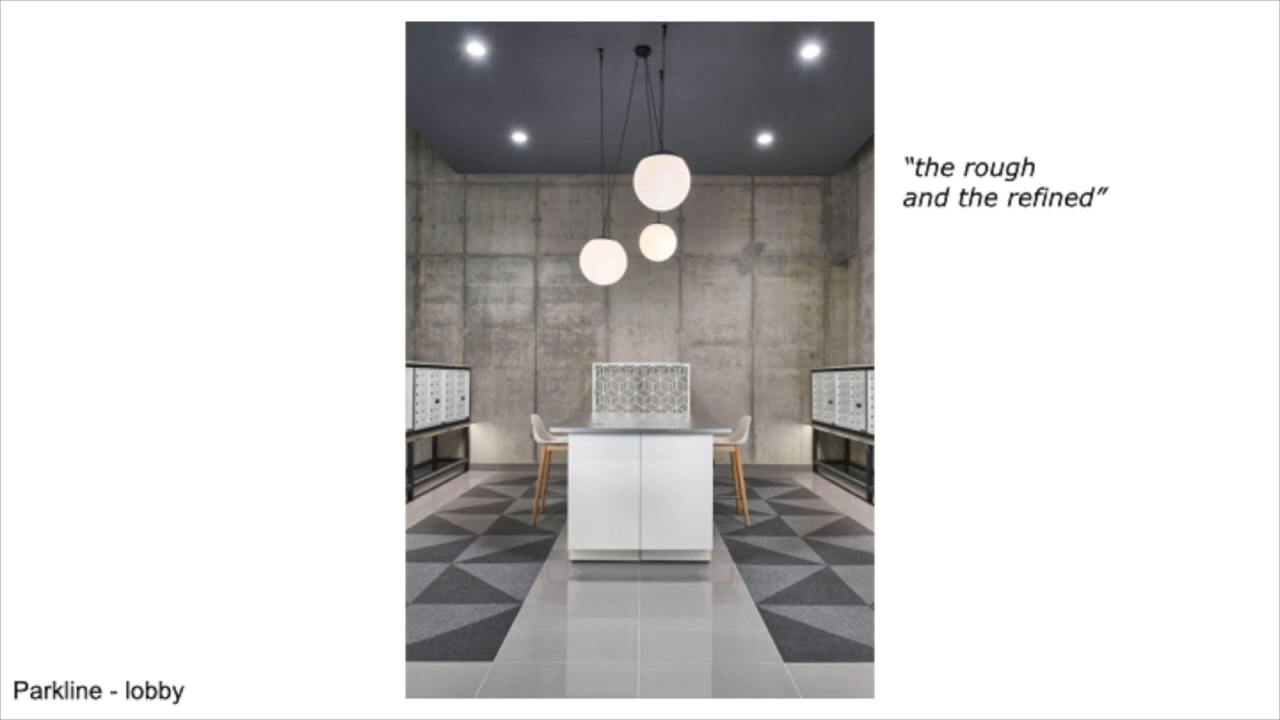 “the rough
and the refined”
Parkline - lobby